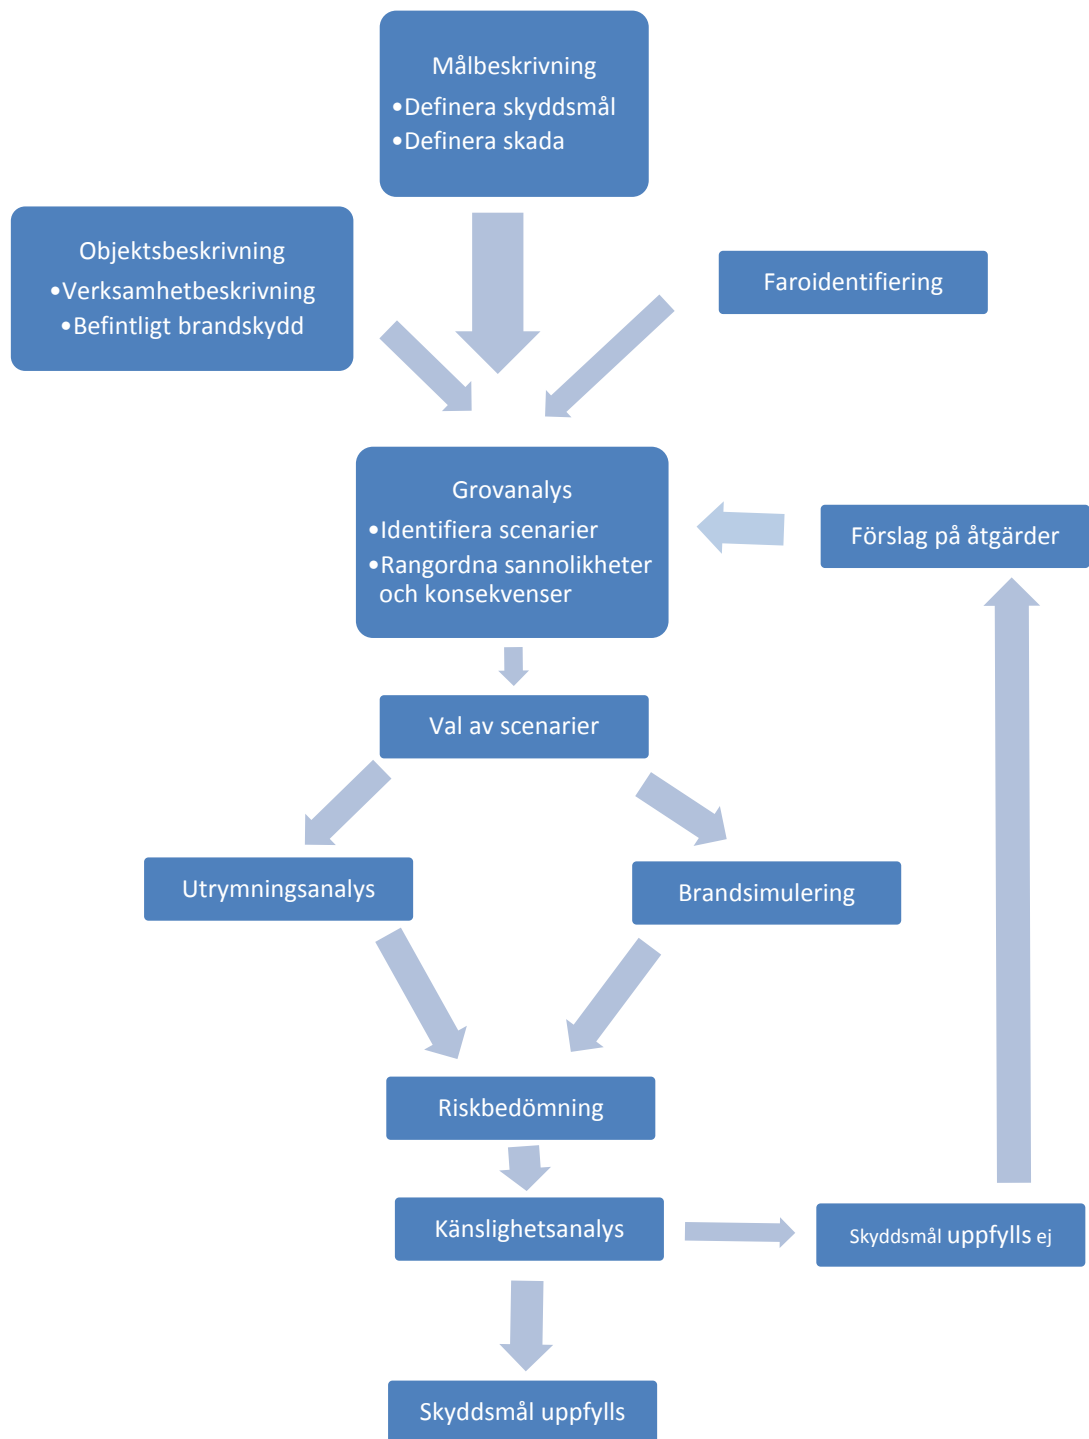 Målbeskrivning
•Definera skyddsmål
•Definera skada
Objektsbeskrivning
•Verksamhetbeskrivning
•Befintligt brandskydd
Faroidentifiering
Grovanalys
•Identifiera scenarier
•Rangordna sannolikheter
och konsekvenser
Förslag på åtgärder
Val av scenarier
Utrymningsanalys
Brandsimulering
Riskbedömning
Känslighetsanalys
Skyddsmål uppfylls ej
Skyddsmål uppfylls